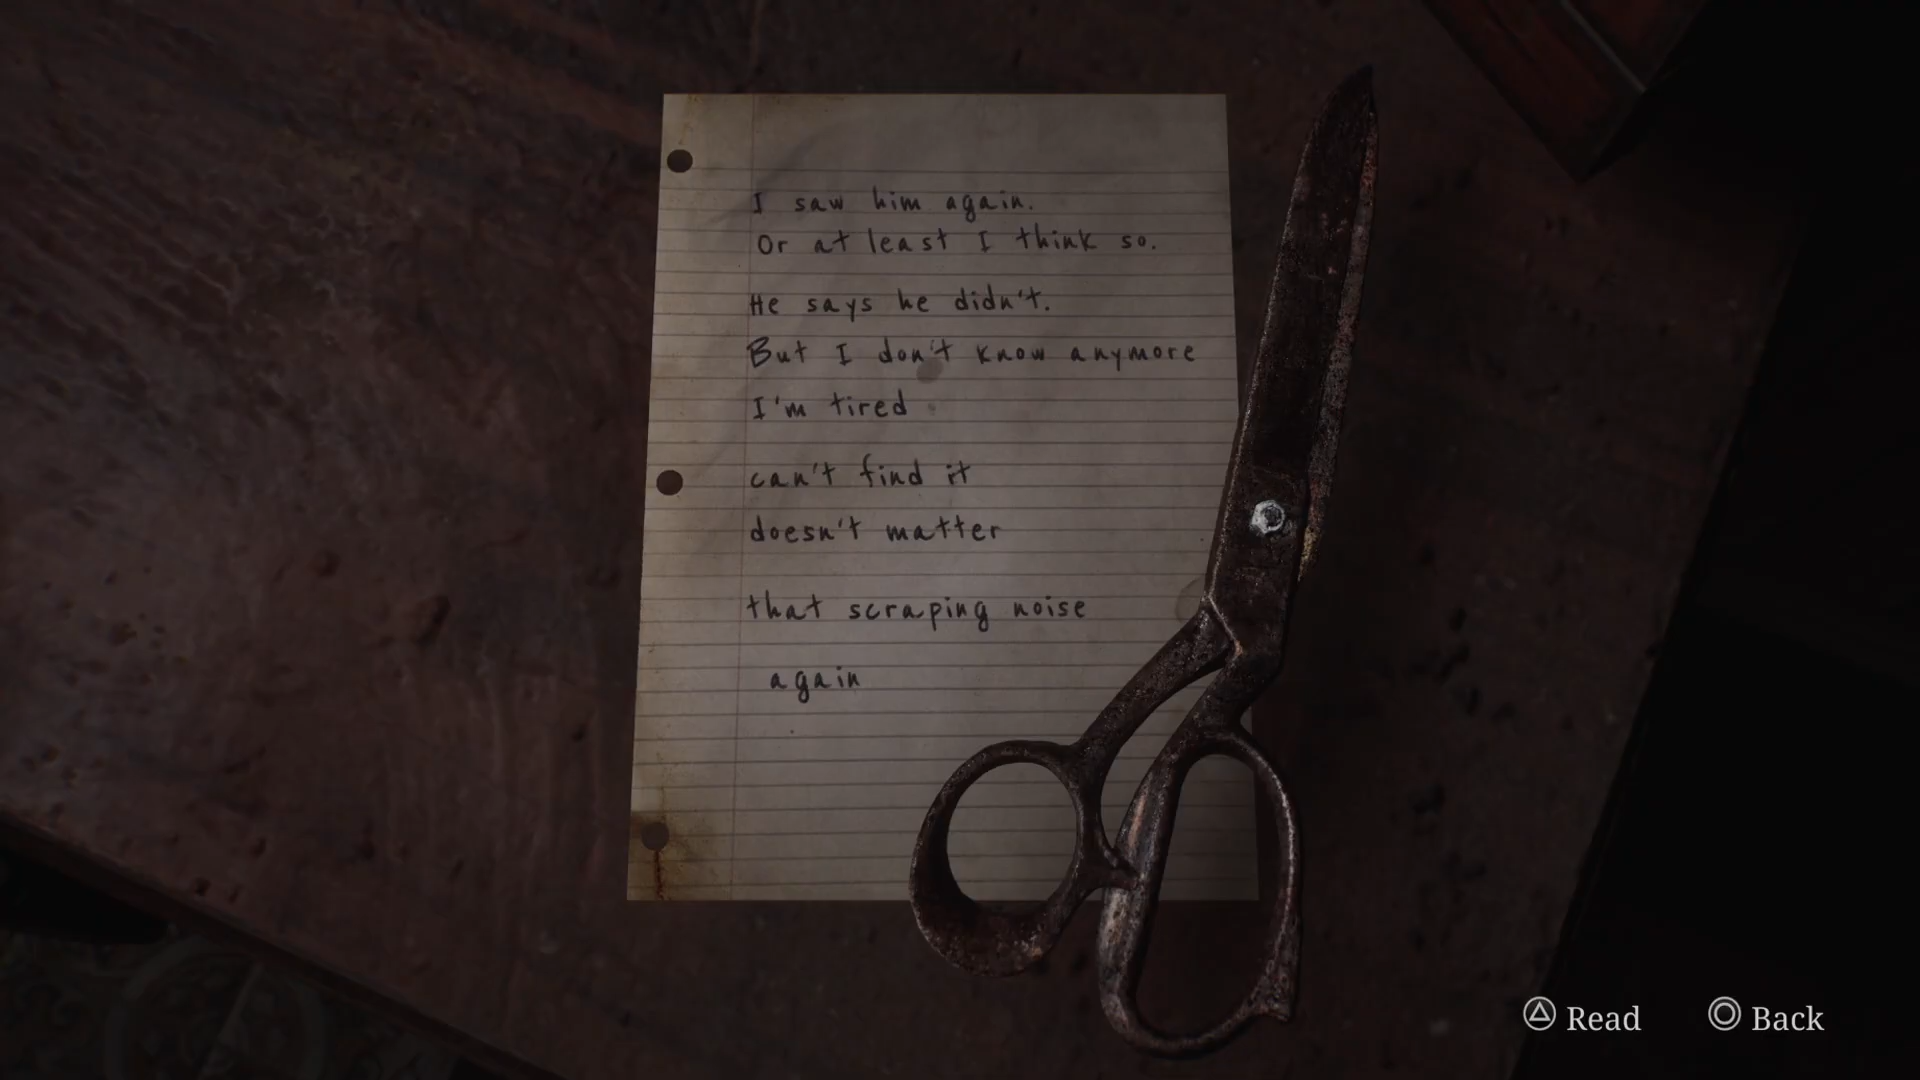 I saw him again.
Or at least I think so.
He says he didn't.
But I don't know anymore
I'm tired
can't find it
doesn't matter
that scraping noise
again
Read
Back